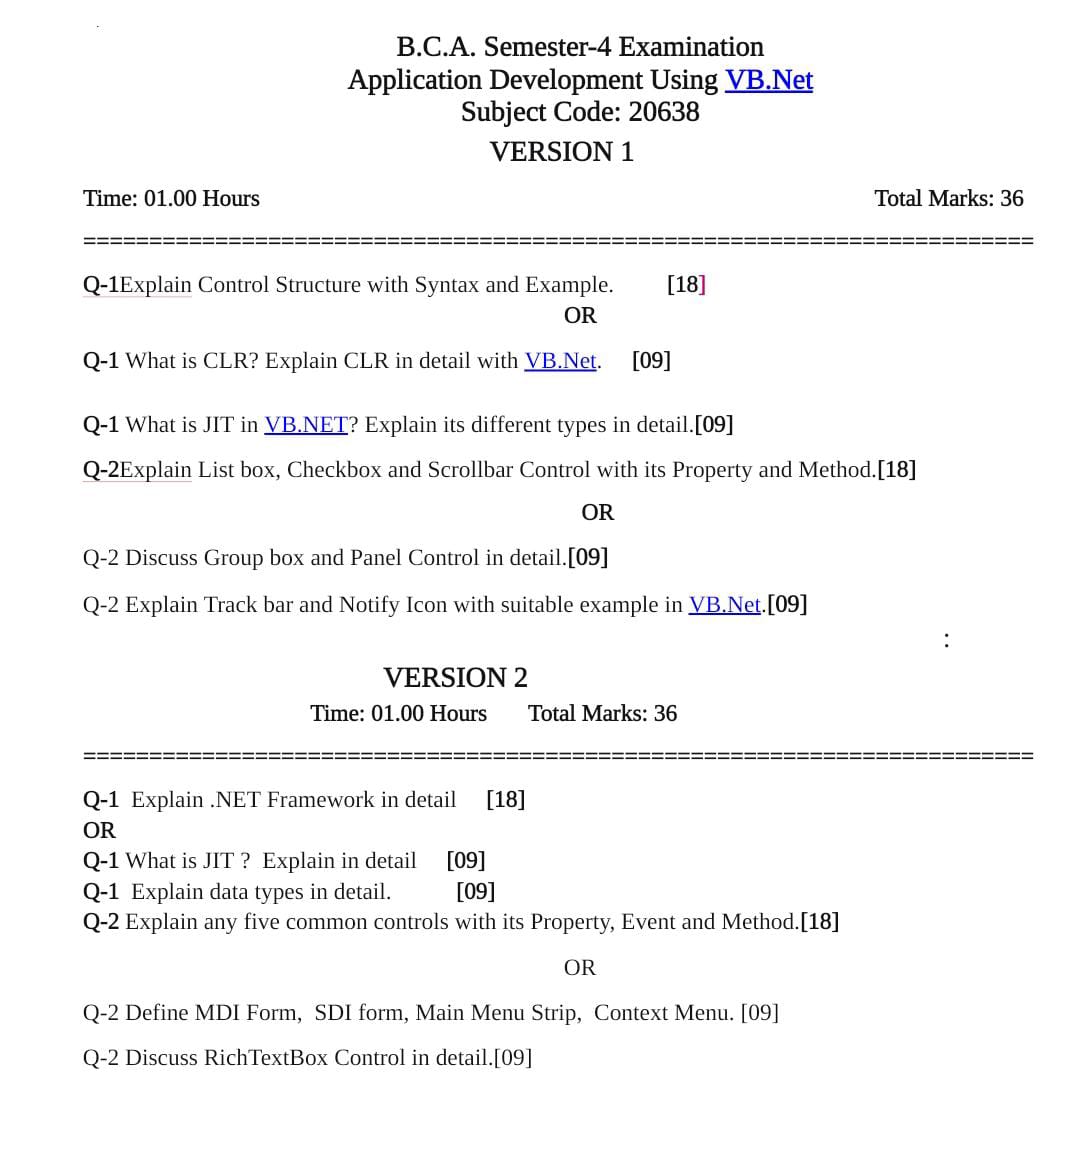 B.C.A. Semester-4 Examination
Application Development Using VB.Net
Subject Code: 20638
VERSION 1
Time: 01.00 Hours Total Marks: 36
========================================================================
Q-1Explain Control Structure with Syntax and Example. [18]
OR
Q-1 What is CLR? Explain CLR in detail with VB.Net. [09]
Q-1 What is JIT in VB.NET? Explain its different types in detail.[09]
Q-2Explain List box, Checkbox and Scrollbar Control with its Property and Method.[18]
OR
Q-2 Discuss Group box and Panel Control in detail.[09]
Q-2 Explain Track bar and Notify Icon with suitable example in VB.Net.[09]
:
VERSION 2
Time: 01.00 Hours Total Marks: 36
========================================================================
Q-1 Explain .NET Framework in detail [18]
OR
Q-1 What is JIT ? Explain in detail [09]
Q-1 Explain data types in detail. [09]
Q-2 Explain any five common controls with its Property, Event and Method.[18]
OR
Q-2 Define MDI Form, SDI form, Main Menu Strip, Context Menu. [09]
Q-2 Discuss RichTextBox Control in detail.[09]